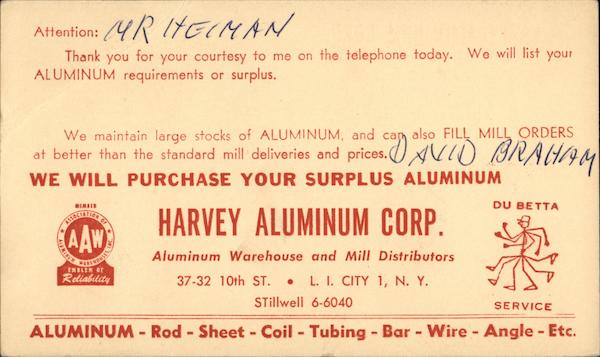 Attention: MR HEIMAN
Thank you for your courtesy to me on the telephone today. We will list your
ALUMINUM requirements or surplus.
We maintain large stocks of ALUMINUM, and can also FILL MILL ORDERS
at better than the standard mill deliveries and prices. DAVID BRAHAM
WE WILL PURCHASE YOUR SURPLUS ALUMINUM
MEMBER
ASSOCIATION OF
ALUMINUM WAREHOUSES, INC.
AAW
EMBLEM OF
Reliability
HARVEY ALUMINUM CORP.
Aluminum Warehouse and Mill Distributors
37-32 10th ST. • L. I. CITY 1, N. Y.
STillwell 6-6040
DU BETTA
SERVICE
ALUMINUM - Rod - Sheet - Coil - Tubing - Bar - Wire - Angle - Etc.